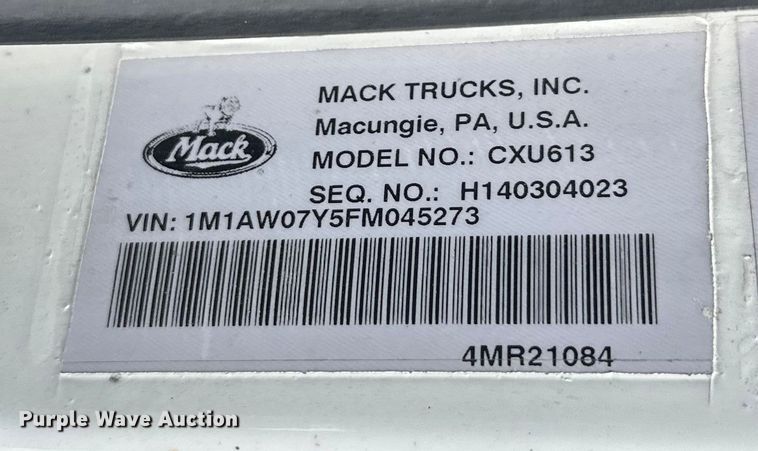 MACK TRUCKS, INC.
Mack
Macungie, PA, U.S.A.
MODEL NO.: CXU613
SEQ. NO.: H140304023
VIN: 1M1AW07Y5FM045273
4MR21084
Purple Wave Auction